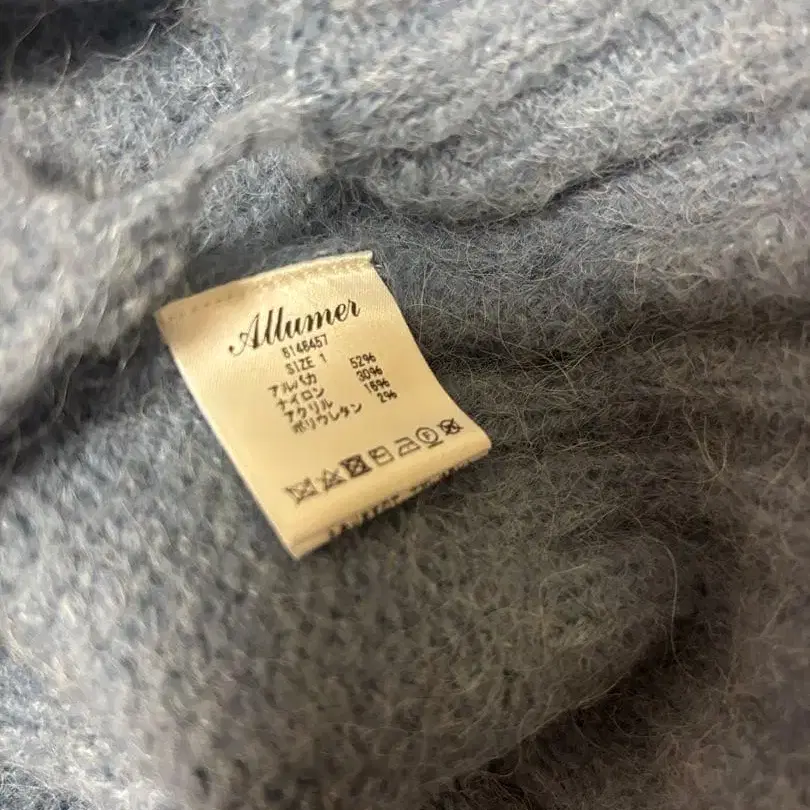 Allumer
8148457
SIZE 1
アルパカ 52%
ナイロン 30%
アクリル 16%
ポリウレタン 2%